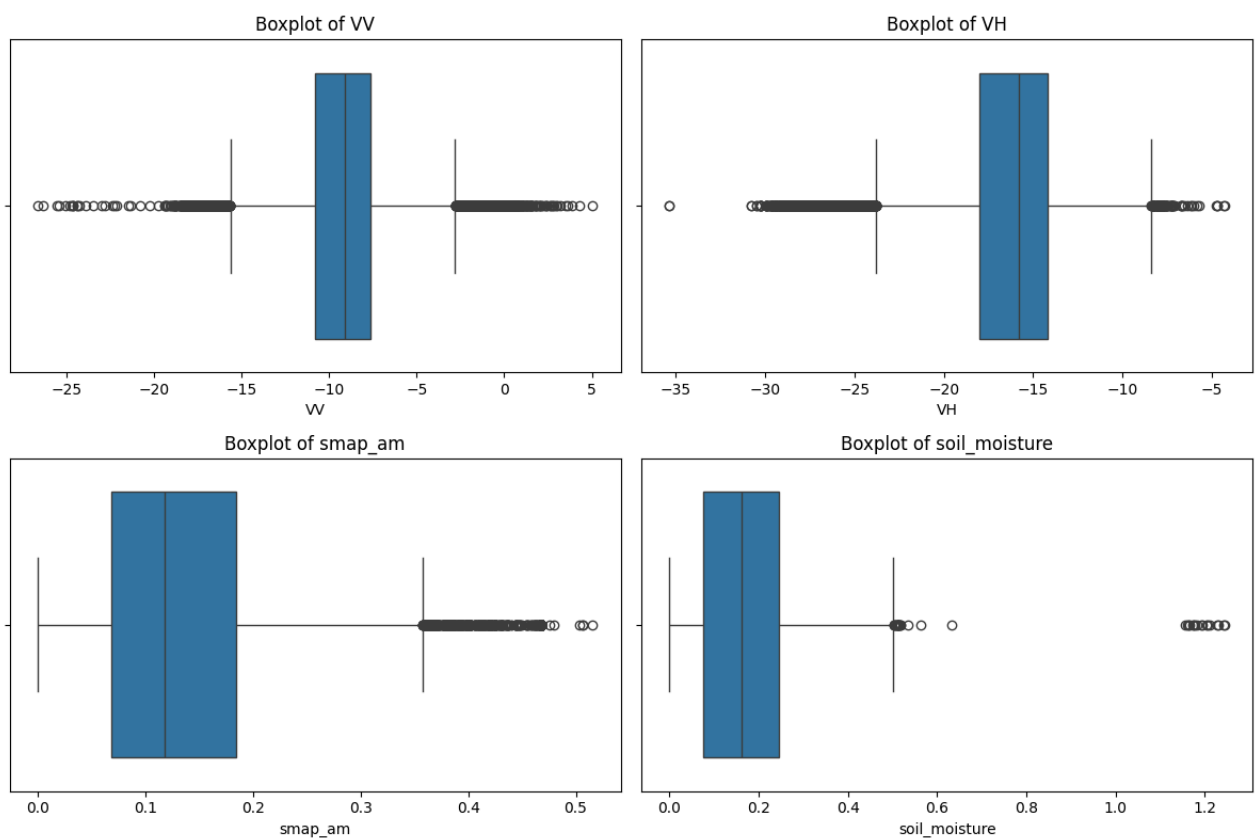 Boxplot of VV
Boxplot of VH
−25 −20 −15 −10 −5 0 5
VV
−35 −30 −25 −20 −15 −10 −5
VH
Boxplot of smap_am
Boxplot of soil_moisture
0.0 0.1 0.2 0.3 0.4 0.5
smap_am
0.0 0.2 0.4 0.6 0.8 1.0 1.2
soil_moisture